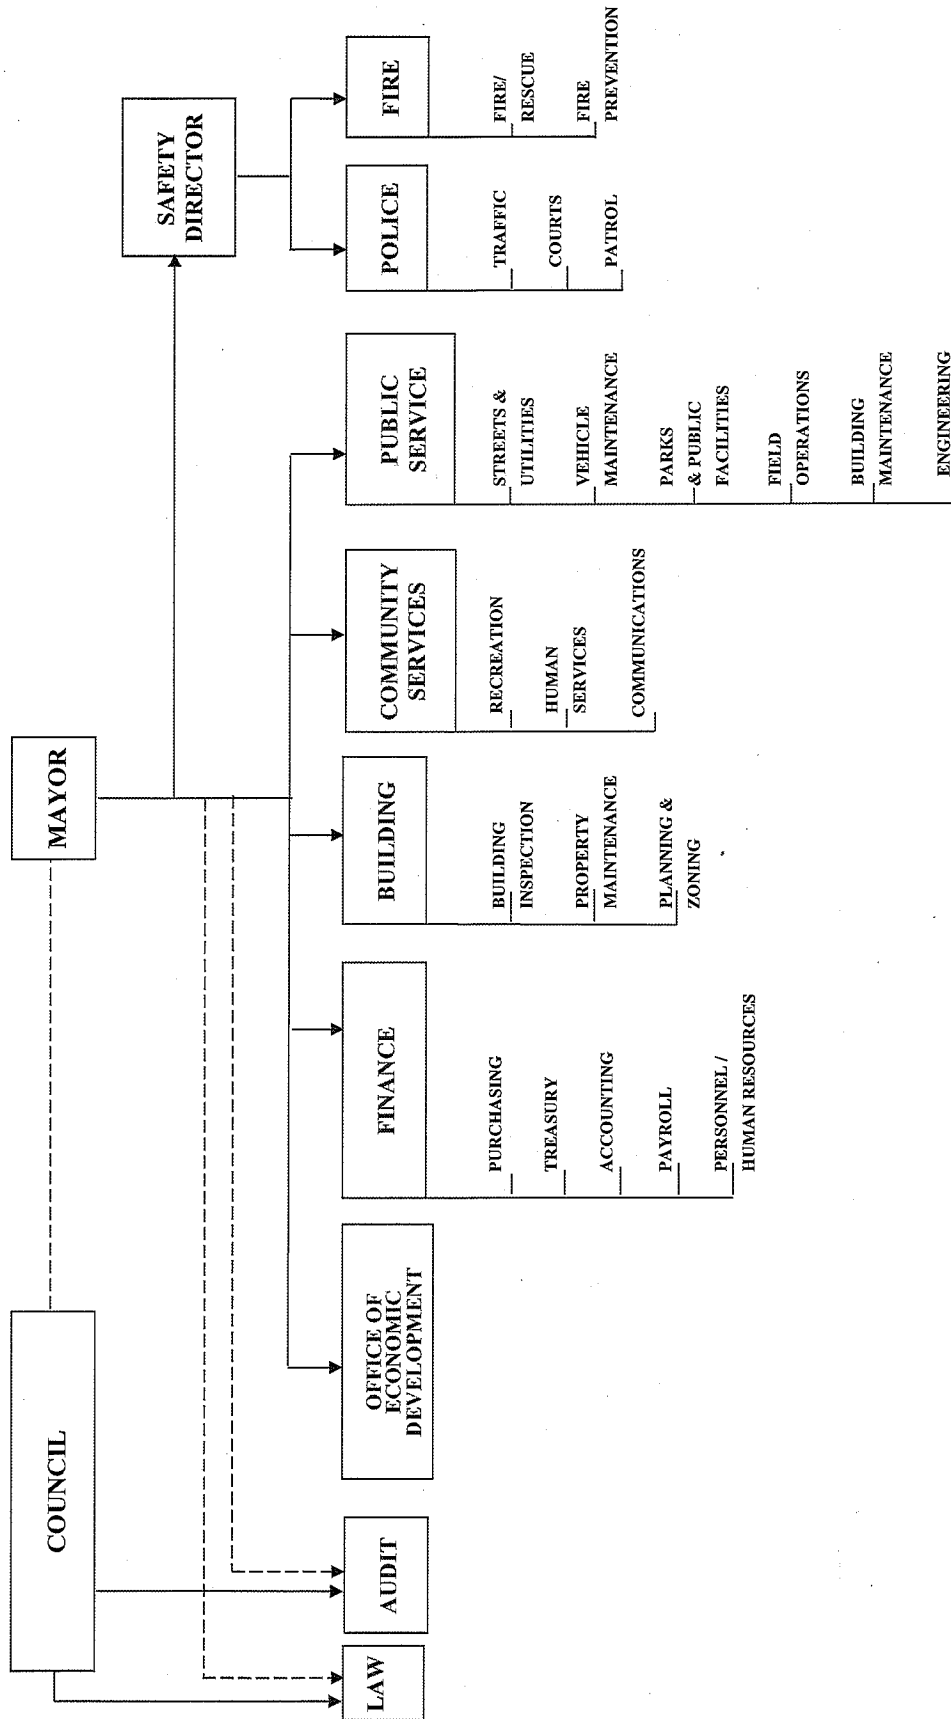 COUNCIL
MAYOR
SAFETY
DIRECTOR
LAW
AUDIT
OFFICE OF
ECONOMIC
DEVELOPMENT
FINANCE
PURCHASING
TREASURY
ACCOUNTING
PAYROLL
PERSONNEL /
HUMAN RESOURCES
BUILDING
BUILDING
INSPECTION
PROPERTY
MAINTENANCE
PLANNING &
ZONING
COMMUNITY
SERVICES
RECREATION
HUMAN
SERVICES
COMMUNICATIONS
PUBLIC
SERVICE
STREETS &
UTILITIES
VEHICLE
MAINTENANCE
PARKS
& PUBLIC
FACILITIES
FIELD
OPERATIONS
BUILDING
MAINTENANCE
ENGINEERING
POLICE
TRAFFIC
COURTS
PATROL
FIRE
FIRE/
RESCUE
FIRE
PREVENTION